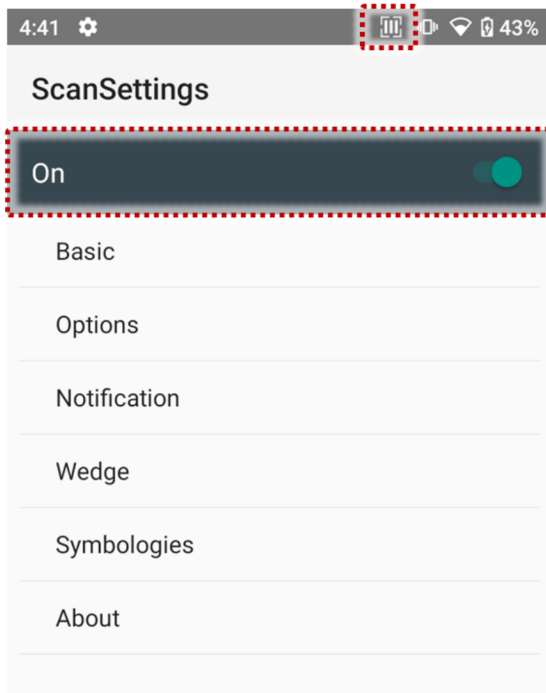 4:41 43%
ScanSettings
On
Basic
Options
Notification
Wedge
Symbologies
About